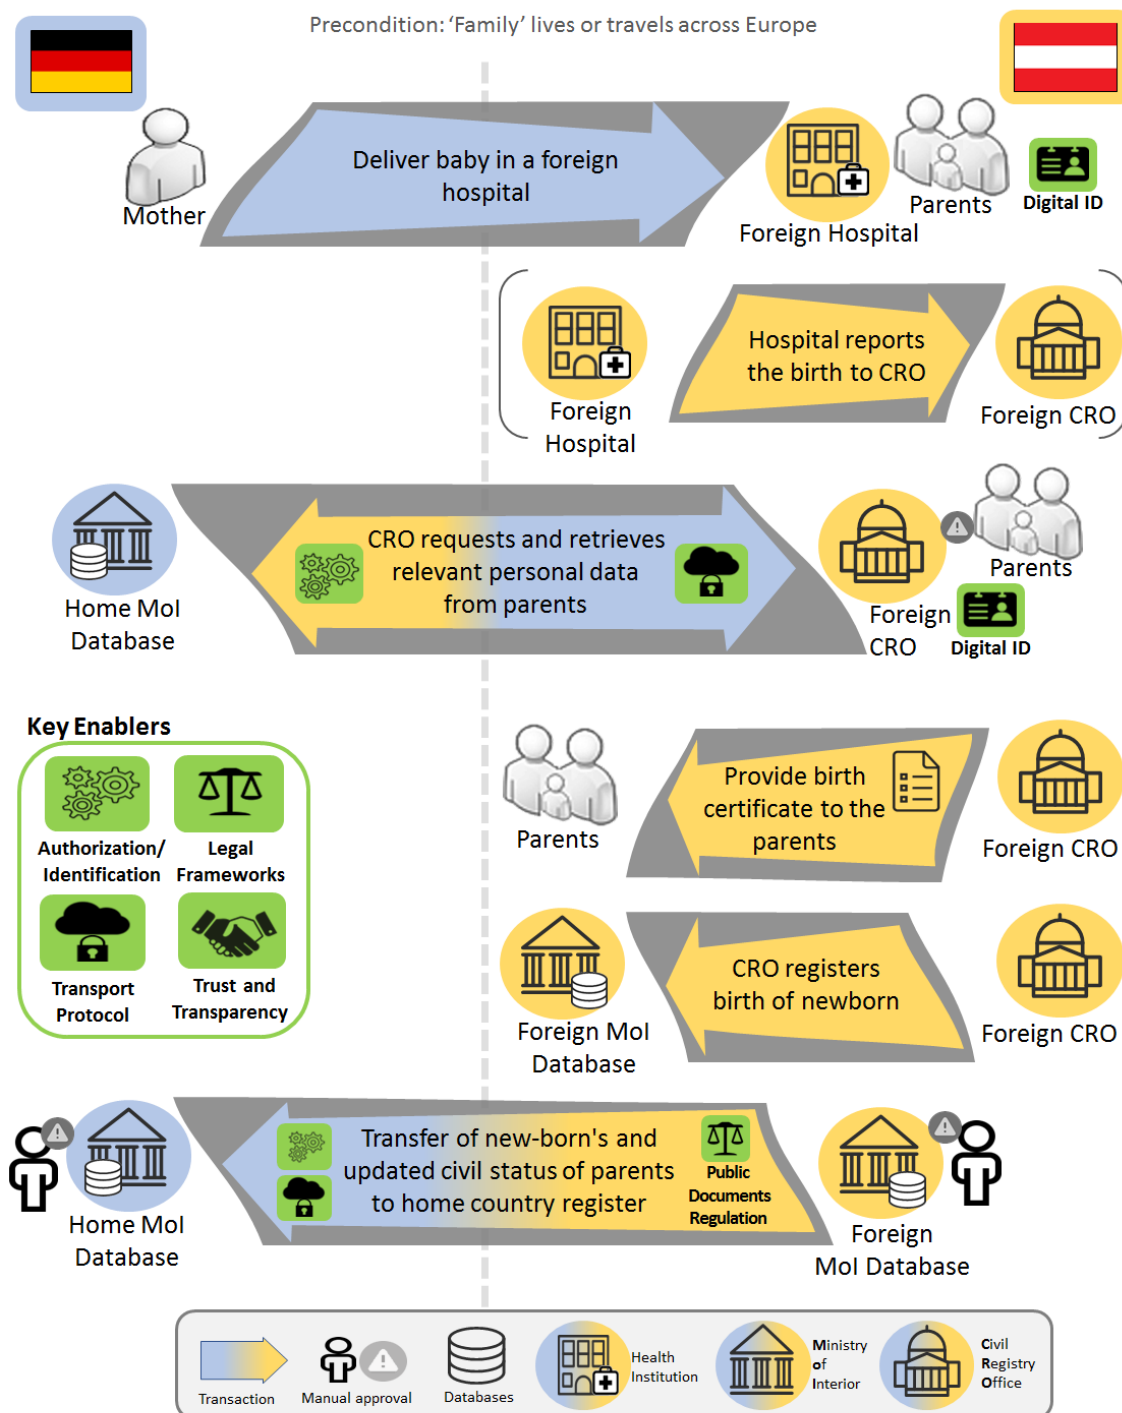 Precondition: ‘Family’ lives or travels across Europe
Deliver baby in a foreign
hospital
Mother
Foreign Hospital
Parents
Digital ID
Hospital reports
the birth to CRO
Foreign
Hospital
Foreign CRO
CRO requests and retrieves
relevant personal data
from parents
Home MoI
Database
Foreign
CRO
Parents
Digital ID
Key Enablers
Authorization/
Identification
Legal
Frameworks
Transport
Protocol
Trust and
Transparency
Provide birth
certificate to the
parents
Parents
Foreign CRO
CRO registers
birth of newborn
Foreign MoI
Database
Foreign CRO
Transfer of new-born's and
updated civil status of parents
to home country register
Public
Documents
Regulation
Home MoI
Database
Foreign
MoI Database
Transaction
Manual approval
Databases
Health
Institution
Ministry
of
Interior
Civil
Registry
Office